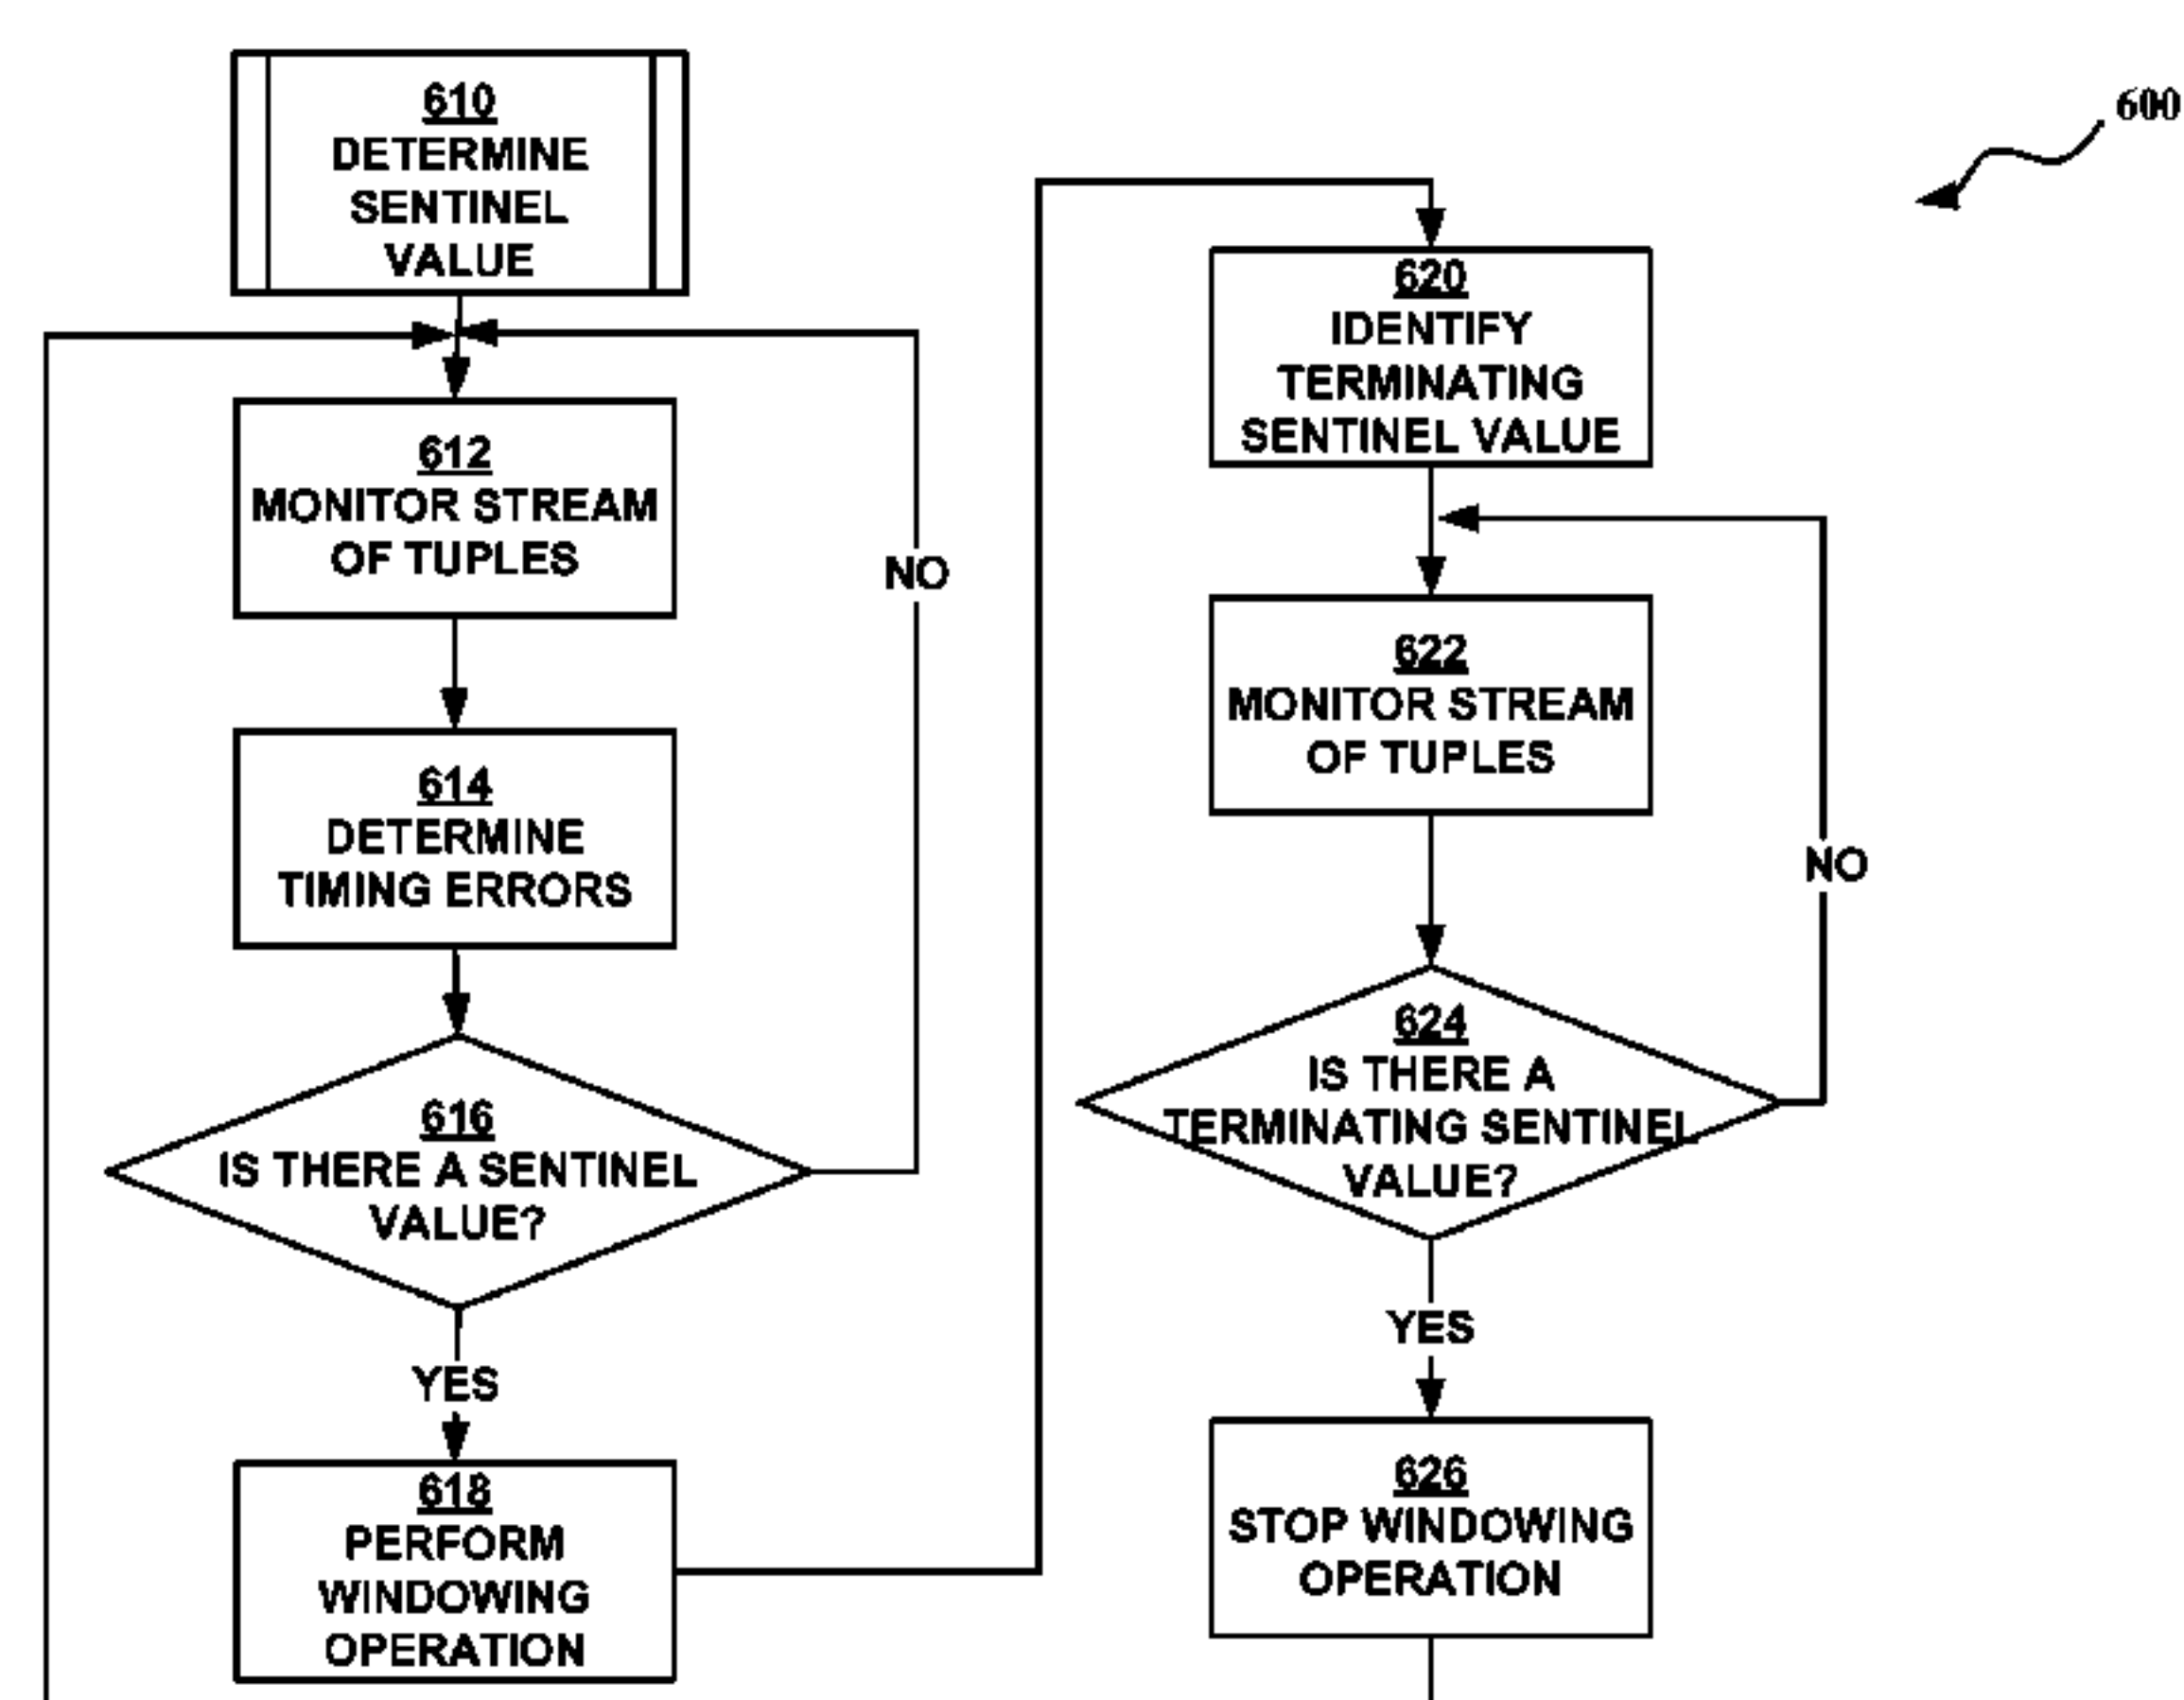 610
DETERMINE
SENTINEL
VALUE
612
MONITOR STREAM
OF TUPLES
NO
614
DETERMINE
TIMING ERRORS
616
IS THERE A SENTINEL
VALUE?
YES
618
PERFORM
WINDOWING
OPERATION
600
620
IDENTIFY
TERMINATING
SENTINEL VALUE
622
MONITOR STREAM
OF TUPLES
NO
624
IS THERE A
TERMINATING SENTINEL
VALUE?
YES
626
STOP WINDOWING
OPERATION